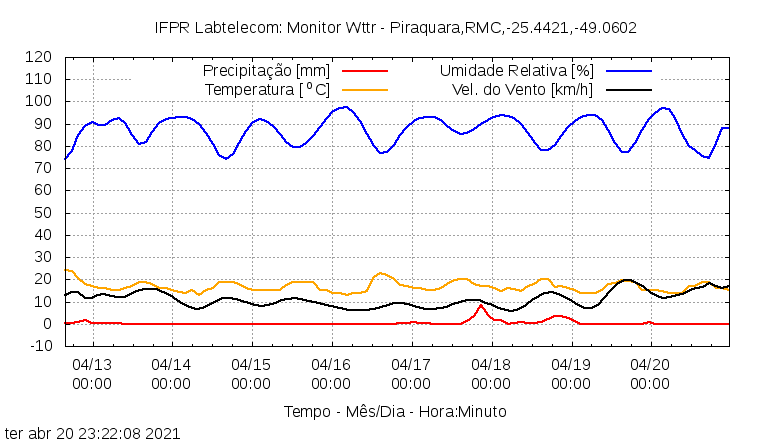 IFPR Labtelecom: Monitor Wttr - Piraquara,RMC,-25.4421,-49.0602
120
110
100
90
80
70
60
50
40
30
20
10
0
-10
Precipitação [mm]
Temperatura [ºC]
Umidade Relativa [%]
Vel. do Vento [km/h]
04/13 04/14 04/15 04/16 04/17 04/18 04/19 04/20
00:00 00:00 00:00 00:00 00:00 00:00 00:00 00:00
Tempo - Mês/Dia - Hora:Minuto
ter abr 20 23:22:08 2021